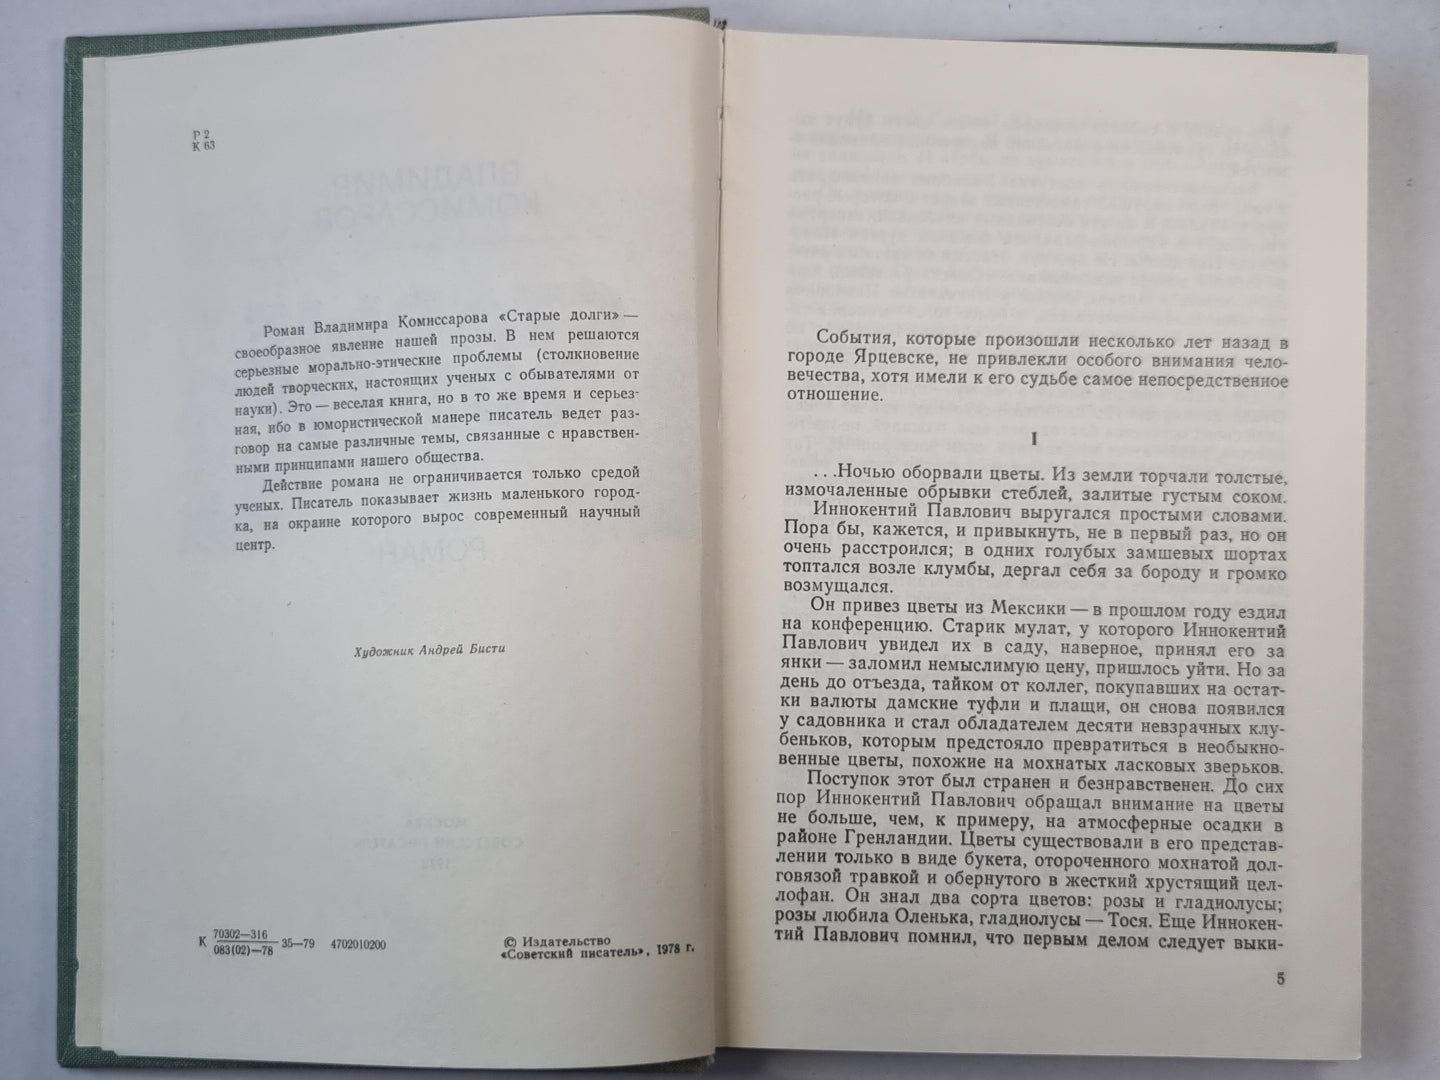 Р 2
К 63
Роман Владимира Комиссарова «Старые долги» —
своеобразное явление нашей прозы. В нем решаются
серьезные морально-этические проблемы (столкновение
людей творческих, настоящих ученых с обывателями от
науки). Это — веселая книга, но в то же время и серьез-
ная, ибо в юмористической манере писатель ведет раз-
говор на самые различные темы, связанные с нравствен-
ными принципами нашего общества.
Действие романа не ограничивается только средой
ученых. Писатель показывает жизнь маленького город-
ка, на окраине которого вырос современный научный
центр.
Художник Андрей Бисти
К 70302—316
083(02)—78 35—79 4702010200
© Издательство
«Советский писатель», 1978 г.
События, которые произошли несколько лет назад в
городе Ярцевске, не привлекли особого внимания чело-
вечества, хотя имели к его судьбе самое непосредственное
отношение.
I
...Ночью оборвали цветы. Из земли торчали толстые,
измочаленные обрывки стеблей, залитые густым соком.
Иннокентий Павлович выругался простыми словами.
Пора бы, кажется, и привыкнуть, не в первый раз, но он
очень расстроился; в одних голубых замшевых шортах
топтался возле клумбы, дергал себя за бороду и громко
возмущался.
Он привез цветы из Мексики — в прошлом году ездил
на конференцию. Старик мулат, у которого Иннокентий
Павлович увидел их в саду, наверное, принял его за
янки — заломил немыслимую цену, пришлось уйти. Но за
день до отъезда, тайком от коллег, покупавших на остат-
ки валюты дамские туфли и плащи, он снова появился
у садовника и стал обладателем десяти невзрачных клу-
беньков, которым предстояло превратиться в необыкно-
венные цветы, похожие на мохнатых ласковых зверьков.
Поступок этот был странен и безнравственен. До сих
пор Иннокентий Павлович обращал внимание на цветы
не больше, чем, к примеру, на атмосферные осадки в
районе Гренландии. Цветы существовали в его представ-
лении только в виде букета, отороченного мохнатой дол-
говязой травкой и обернутого в жесткий хрустящий цел-
лофан. Он знал два сорта цветов: розы и гладиолусы;
розы любила Оленька, гладиолусы — Тося. Еще Иннокен-
тий Павлович помнил, что первым делом следует выки-
5